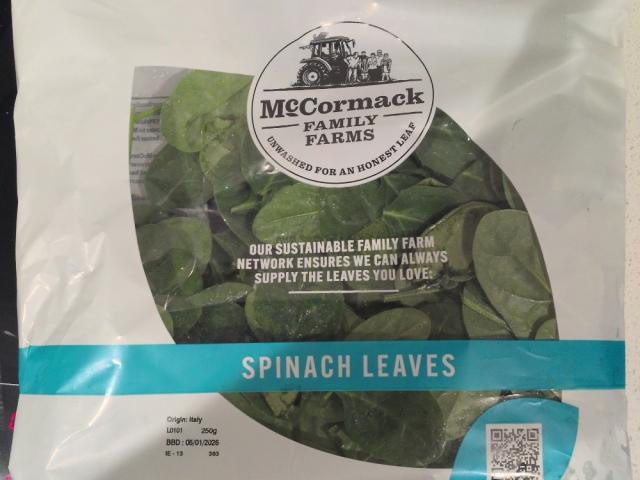 McCormack
FAMILY
FARMS
UNWASHED FOR AN HONEST LEAF
OUR SUSTAINABLE FAMILY FARM
NETWORK ENSURES WE CAN ALWAYS
SUPPLY THE LEAVES YOU LOVE:
SPINACH LEAVES
Origin: Italy
L0101 250g
BBD : 06/01/2026
IE - 13 383